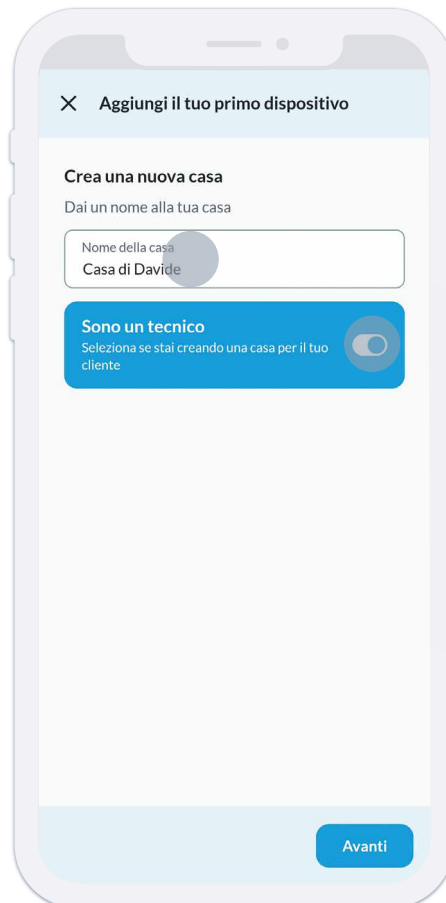 Aggiungi il tuo primo dispositivo
Crea una nuova casa
Dai un nome alla tua casa
Nome della casa
Casa di Davide
Sono un tecnico
Seleziona se stai creando una casa per il tuo
cliente
Avanti